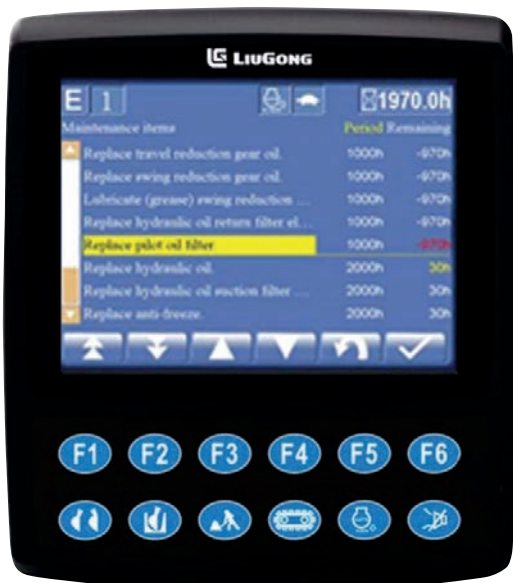 LIUGONG
E 1 1970.0h
Maintenance items Period Remaining
Replace travel reduction gear oil. 1000h -970h
Replace swing reduction gear oil. 1000h -970h
Lubricate (grease) swing reduction ... 1000h -970h
Replace hydraulic oil return filter el... 1000h -970h
Replace pilot oil filter 1000h -970h
Replace hydraulic oil. 2000h 30h
Replace hydraulic oil suction filter ... 2000h 30h
Replace anti-freeze. 2000h 30h
F1 F2 F3 F4 F5 F6